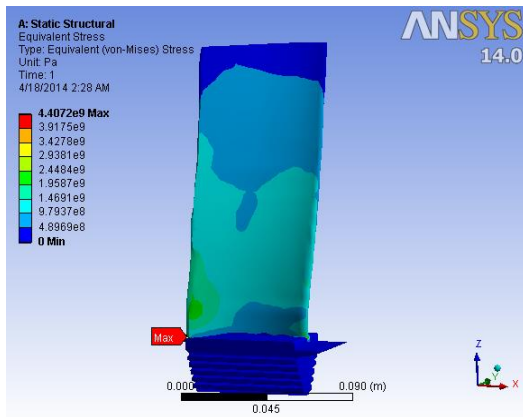 A: Static Structural
Equivalent Stress
Type: Equivalent (von-Mises) Stress
Unit: Pa
Time: 1
4/18/2014 2:28 AM
ANSYS
14.0
4.4072e9 Max
3.9175e9
3.4278e9
2.9381e9
2.4484e9
1.9587e9
1.4691e9
9.7937e8
4.8969e8
0 Min
Max
0.000
0.090 (m)
0.045
Z
Y
X